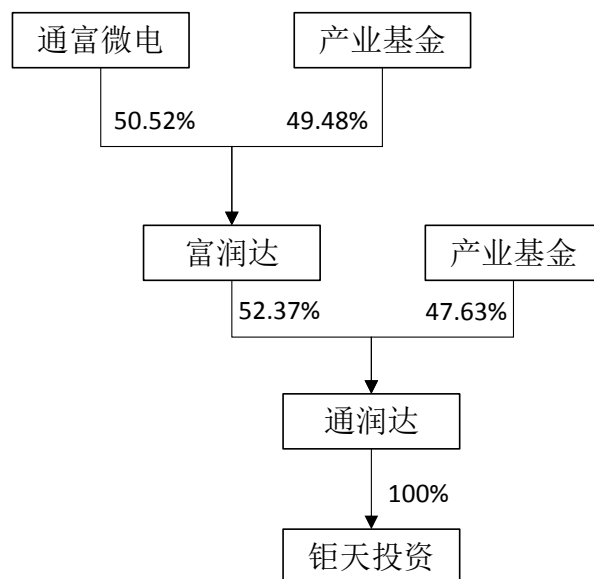 通富微电
产业基金
50.52%
49.48%
富润达
产业基金
52.37%
47.63%
通润达
100%
钜天投资